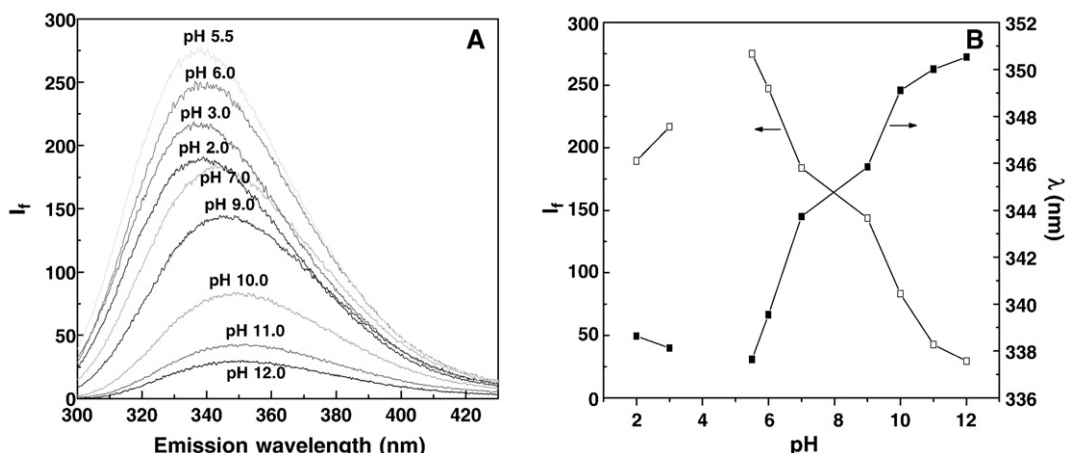 A
300
250
200
150
100
50
0
I_f
pH 5.5
pH 6.0
pH 3.0
pH 2.0
pH 7.0
pH 9.0
pH 10.0
pH 11.0
pH 12.0
300 320 340 360 380 400 420
Emission wavelength (nm)
B
300
250
200
150
100
50
0
I_f
352
350
348
346
344
342
340
338
336
λ (nm)
2 4 6 8 10 12
pH